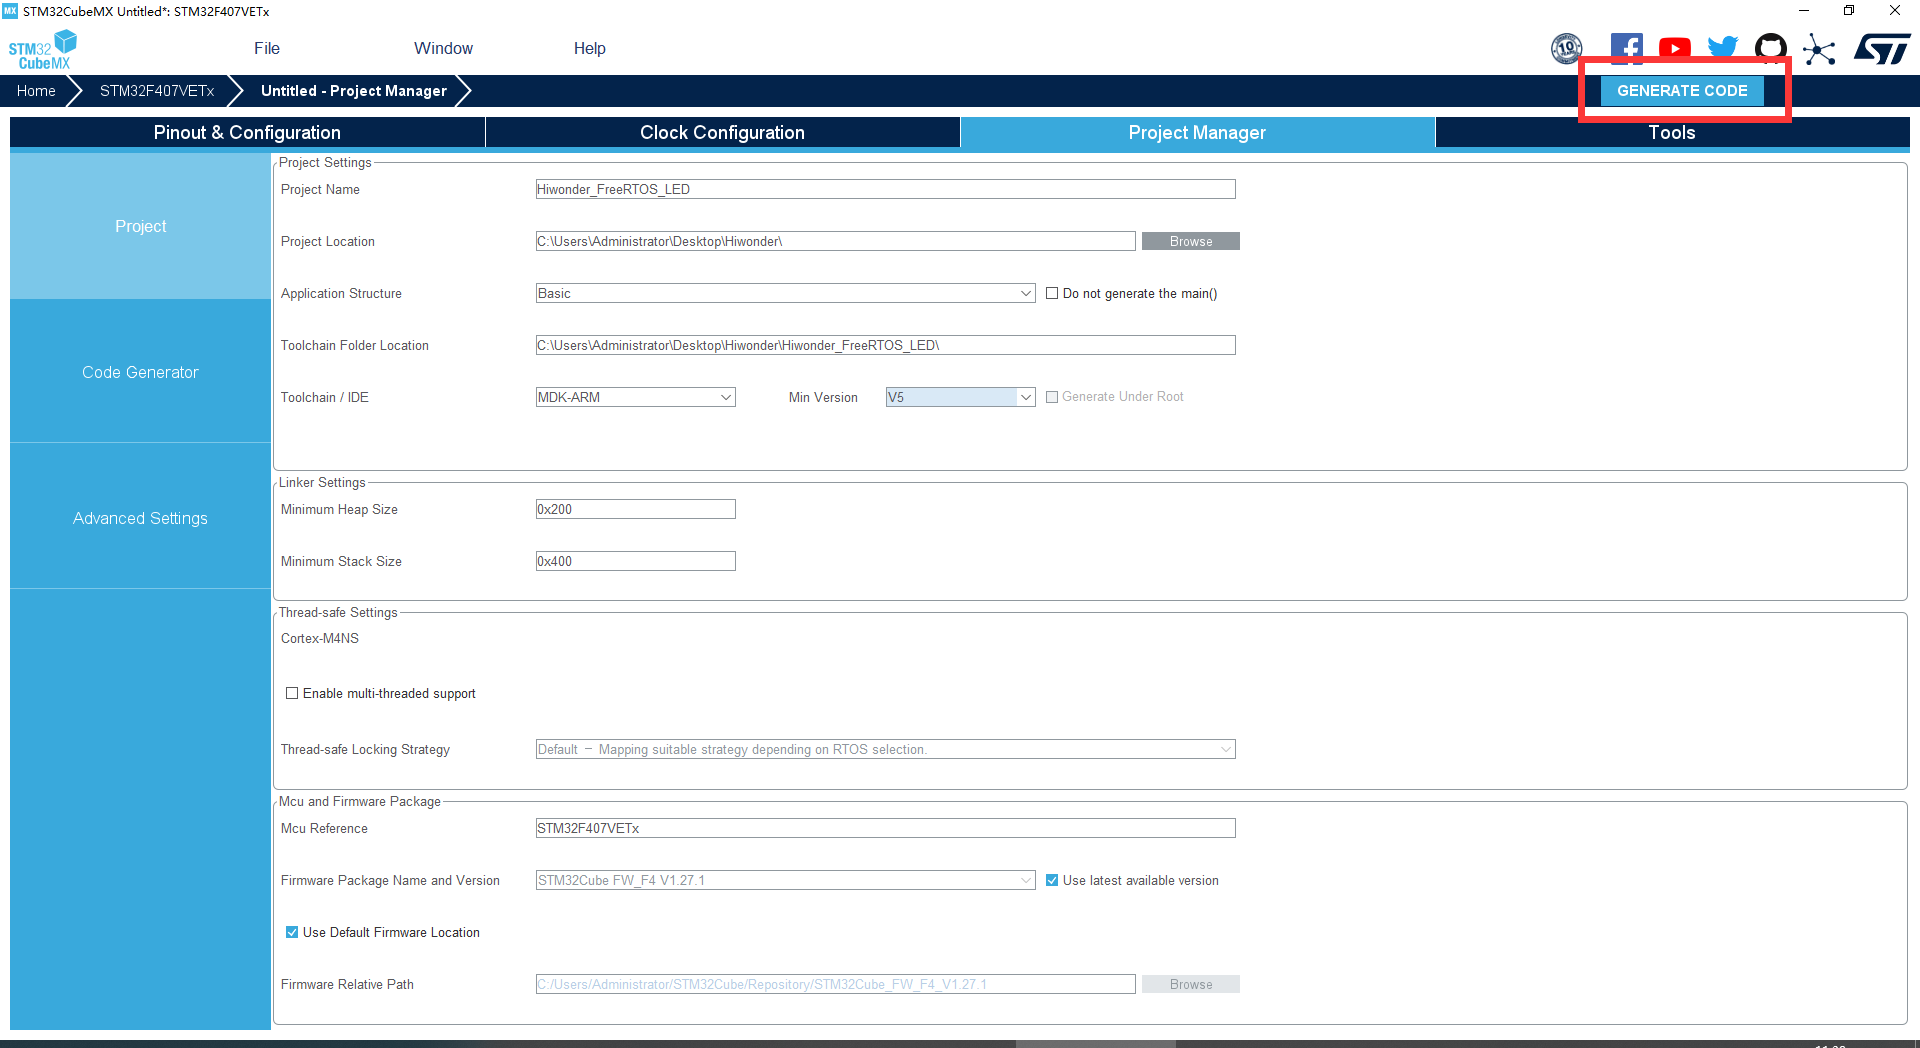 MX STM32CubeMX Untitled*: STM32F407VETx
STM32 CubeMX
File Window Help
10
Home STM32F407VETx Untitled - Project Manager GENERATE CODE
Pinout & Configuration Clock Configuration Project Manager Tools
Project
Code Generator
Advanced Settings
Project Settings
Project Name Hiwonder_FreeRTOS_LED
Project Location C:\Users\Administrator\Desktop\Hiwonder\ Browse
Application Structure Basic Do not generate the main()
Toolchain Folder Location C:\Users\Administrator\Desktop\Hiwonder\Hiwonder_FreeRTOS_LED\
Toolchain / IDE MDK-ARM Min Version V5 Generate Under Root
Linker Settings
Minimum Heap Size 0x200
Minimum Stack Size 0x400
Thread-safe Settings
Cortex-M4NS
Enable multi-threaded support
Thread-safe Locking Strategy Default – Mapping suitable strategy depending on RTOS selection.
Mcu and Firmware Package
Mcu Reference STM32F407VETx
Firmware Package Name and Version STM32Cube FW_F4 V1.27.1 Use latest available version
Use Default Firmware Location
Firmware Relative Path C:/Users/Administrator/STM32Cube/Repository/STM32Cube_FW_F4_V1.27.1 Browse